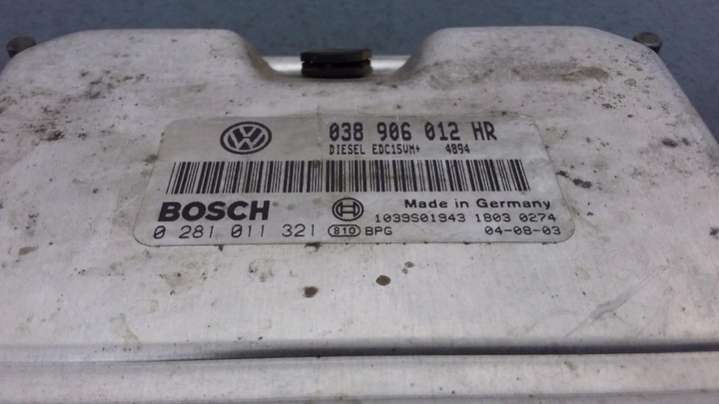 038 906 012 HR
DIESEL EDC15VM+ 4894
BOSCH Made in Germany
1039S01943 1803 0274
0 281 011 321 810 BPG 04-08-03